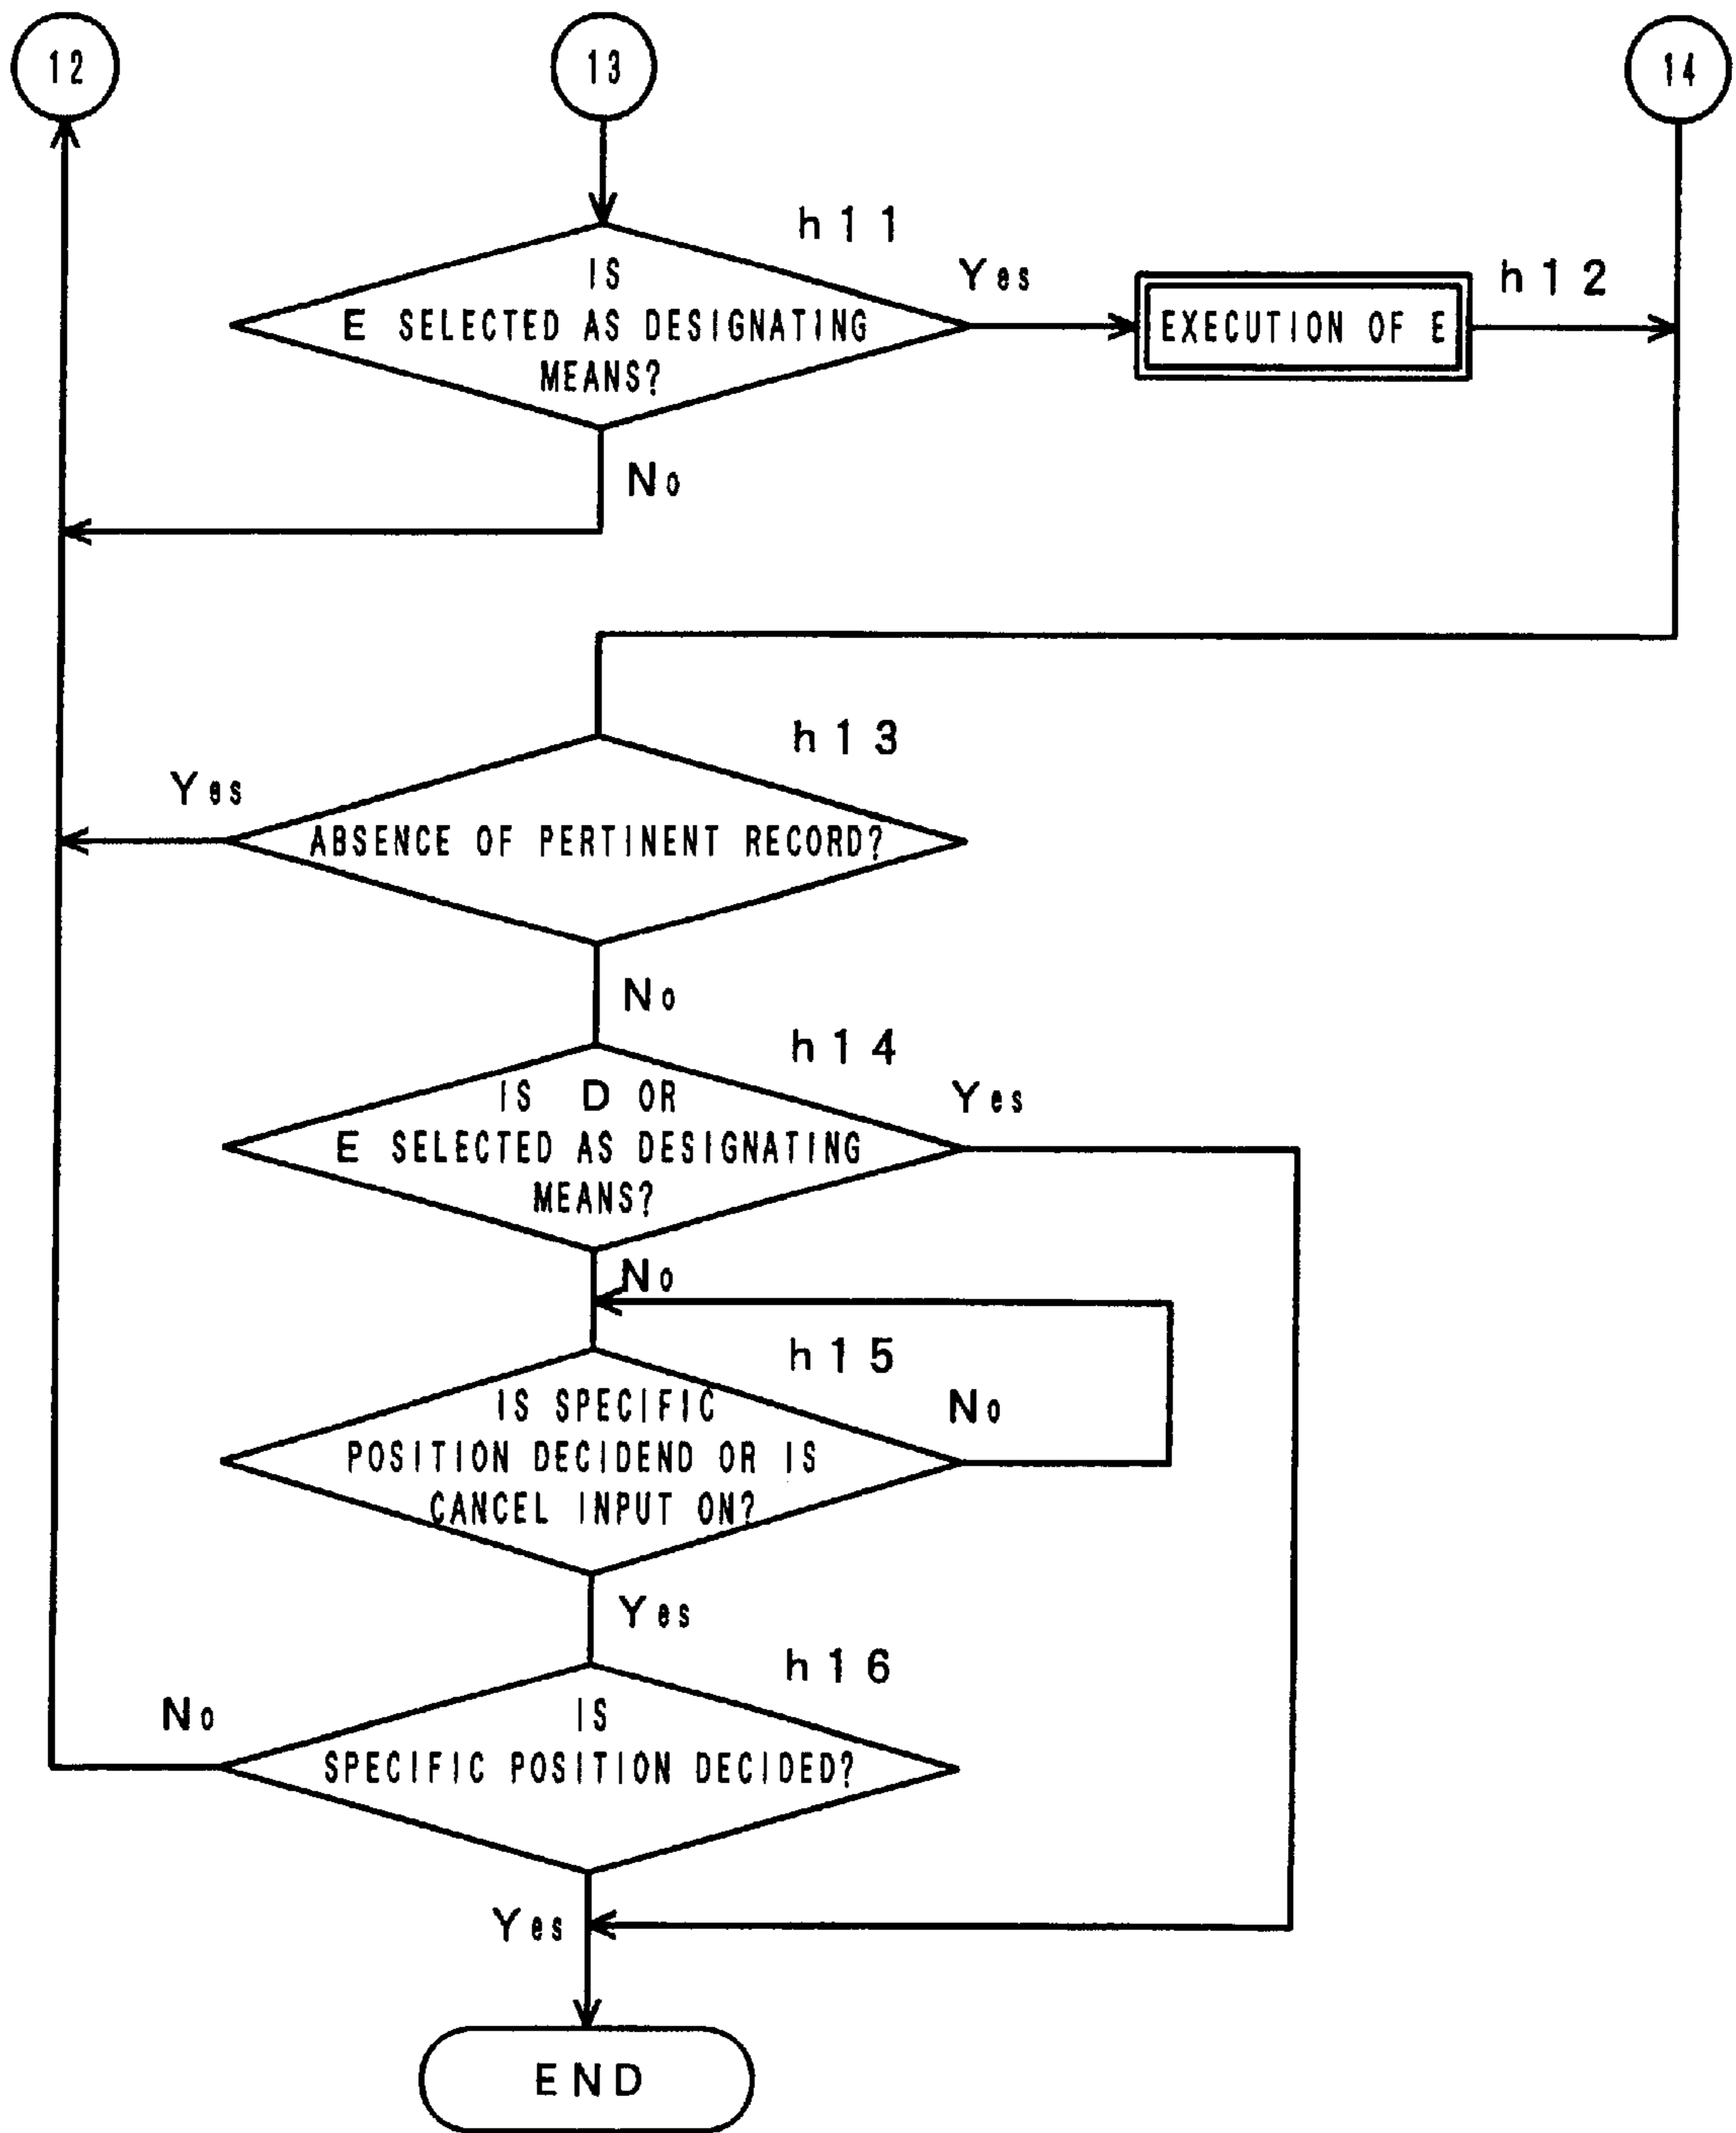 12
13
14
h11
IS
E SELECTED AS DESIGNATING
MEANS?
Yes
EXECUTION OF E
h12
No
h13
Yes
ABSENCE OF PERTINENT RECORD?
No
h14
IS D OR
E SELECTED AS DESIGNATING
MEANS?
Yes
No
h15
IS SPECIFIC
POSITION DECIDEND OR IS
CANCEL INPUT ON?
No
Yes
h16
No
IS
SPECIFIC POSITION DECIDED?
Yes
END